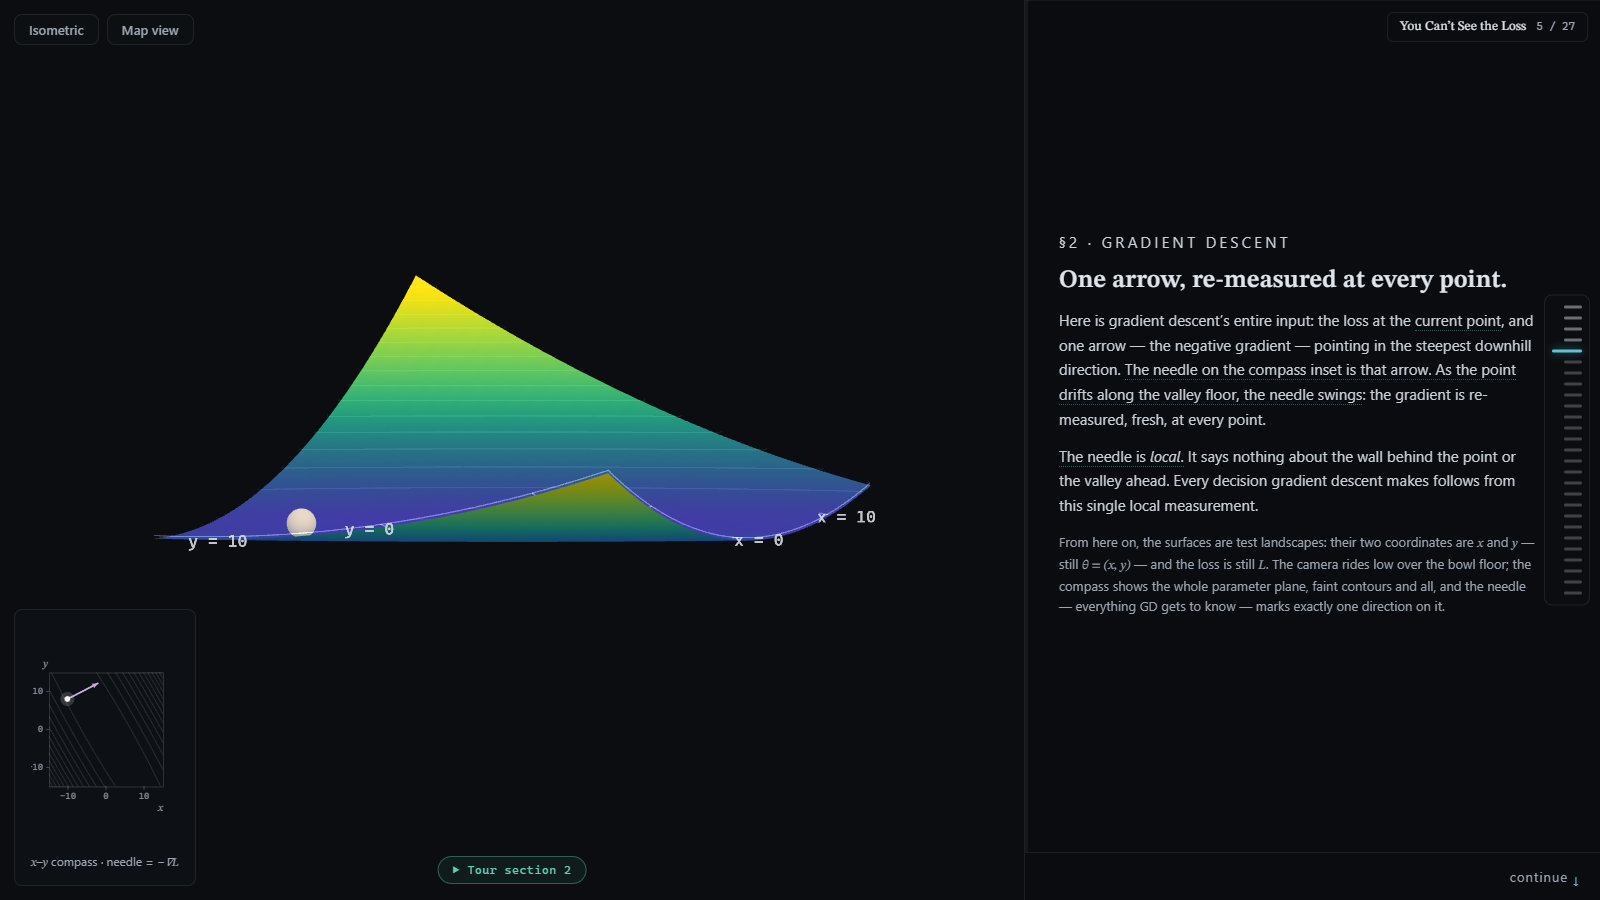 Isometric
Map view
You Can't See the Loss 5 / 27
§2 · GRADIENT DESCENT
One arrow, re-measured at every point.
Here is gradient descent's entire input: the loss at the current point, and
one arrow — the negative gradient — pointing in the steepest downhill
direction. The needle on the compass inset is that arrow. As the point
drifts along the valley floor, the needle swings: the gradient is re-
measured, fresh, at every point.
The needle is local. It says nothing about the wall behind the point or
the valley ahead. Every decision gradient descent makes follows from
this single local measurement.
From here on, the surfaces are test landscapes: their two coordinates are x and y —
still θ = (x, y) — and the loss is still L. The camera rides low over the bowl floor; the
compass shows the whole parameter plane, faint contours and all, and the needle
— everything GD gets to know — marks exactly one direction on it.
y = 10
y = 0
x = 0
x = 10
y
10
0
-10
−10
0
10
x
x–y compass · needle = −∇L
▶ Tour section 2
continue ↓